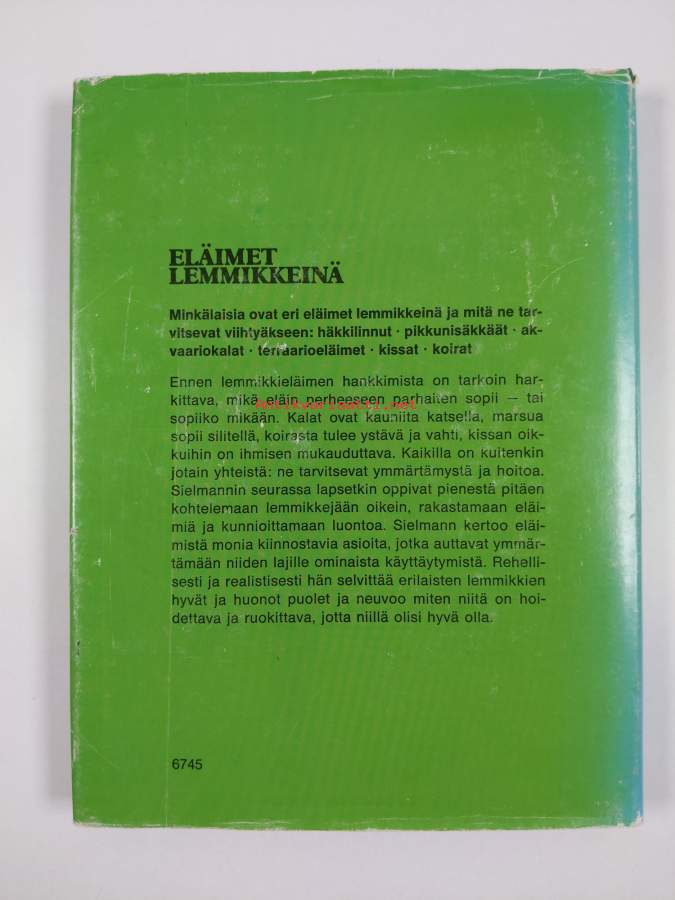 ELÄIMET
LEMMIKKEINÄ
Minkälaisia ovat eri eläimet lemmikkeinä ja mitä ne tar-
vitsevat viihtyäkseen: häkkilinnut · pikkunisäkkäät · ak-
vaariokalat · terraarioeläimet · kissat · koirat
Ennen lemmikkieläimen hankkimista on tarkoin har-
kittava, mikä eläin perheeseen parhaiten sopii — tai
sopiiko mikään. Kalat ovat kauniita katsella, marsua
antikvariaatti.net
sopii silitellä, koirasta tulee ystävä ja vahti, kissan oik-
kuihin on ihmisen mukauduttava. Kaikilla on kuitenkin
jotain yhteistä: ne tarvitsevat ymmärtämystä ja hoitoa.
Sielmannin seurassa lapsetkin oppivat pienestä pitäen
kohtelemaan lemmikkejään oikein, rakastamaan eläi-
miä ja kunnioittamaan luontoa. Sielmann kertoo eläi-
mistä monia kiinnostavia asioita, jotka auttavat ymmär-
tämään niiden lajille ominaista käyttäytymistä. Rehelli-
sesti ja realistisesti hän selvittää erilaisten lemmikkien
hyvät ja huonot puolet ja neuvoo miten niitä on hoi-
dettava ja ruokittava, jotta niillä olisi hyvä olla.
6745